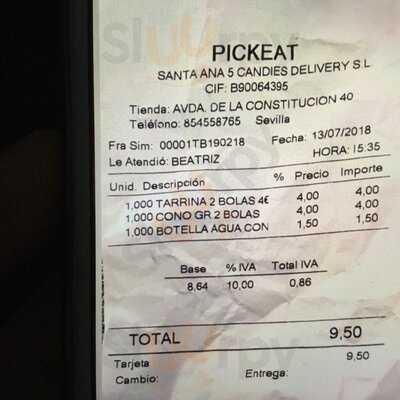 PICKEAT
SANTA ANA 5 CANDIES DELIVERY S.L
CIF: B90064395
Tienda: AVDA. DE LA CONSTITUCION 40
Teléfono: 854558765 Sevilla
Fra Sim: 00001TB190218 Fecha: 13/07/2018
Le Atendió: BEATRIZ HORA: 15:35
Unid. Descripción % Precio Importe
1,000 TARRINA 2 BOLAS 4€ 4,00 4,00
1,000 CONO GR 2 BOLAS 4,00 4,00
1,000 BOTELLA AGUA CON 1,50 1,50
Base % IVA Total IVA
8,64 10,00 0,86
TOTAL 9,50
Tarjeta 9,50
Cambio: Entrega: